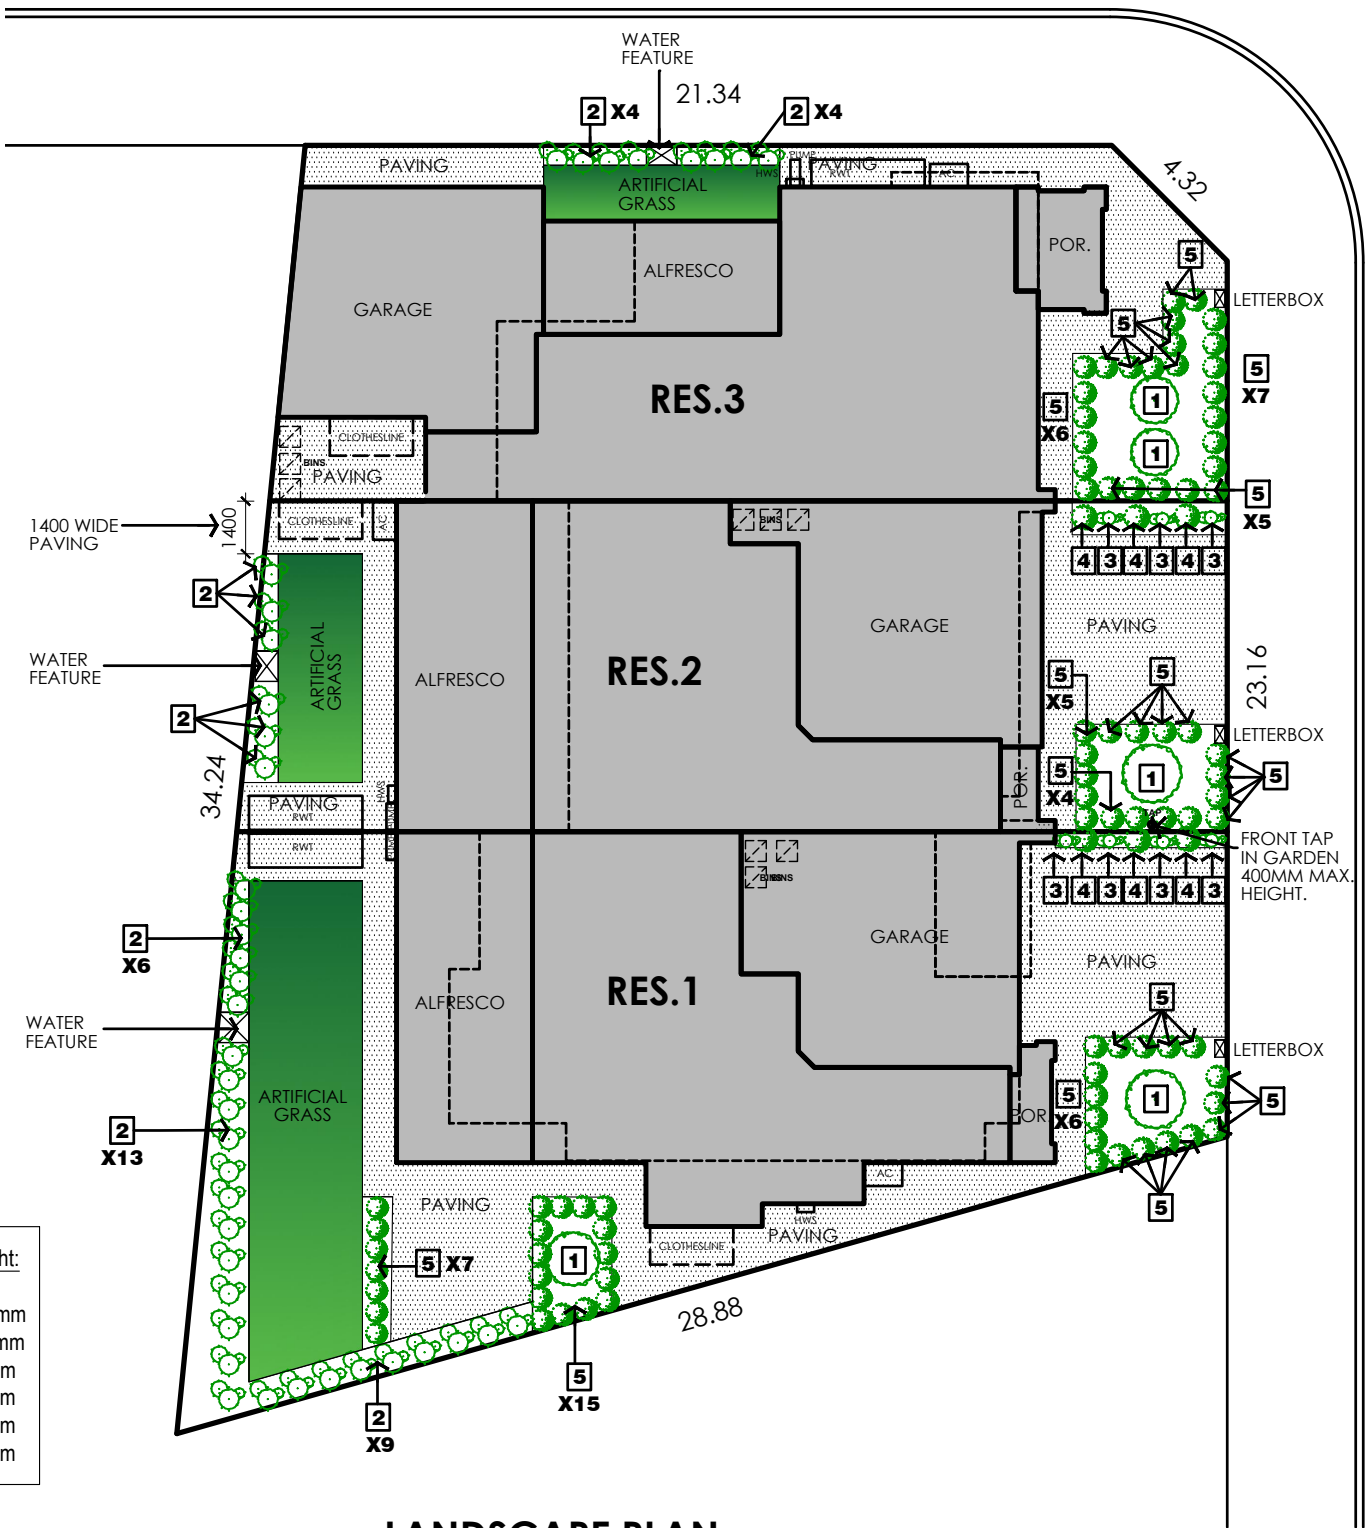 WATER
FEATURE
21.34
2 X4
2 X4
PAVING
PUMP
PAVING
HWS
RWT
AC
ARTIFICIAL
GRASS
4.32
POR.
ALFRESCO
5
GARAGE
LETTERBOX
5
RES.3
1
5
X7
5
X6
CLOTHESLINE
1
BINS
PAVING
5
X5
1400 WIDE
PAVING
1400
CLOTHESLINE
AC
BINS
4 3 4 3 4 3
2
GARAGE
PAVING
WATER
FEATURE
ARTIFICIAL
GRASS
ALFRESCO
RES.2
5
X5
5
23.16
2
LETTERBOX
34.24
5
X4
1
5
HWS
POR.
PAVING
RWT
TAP
PUMP
RWT
FRONT TAP
IN GARDEN
400MM MAX.
HEIGHT.
BINS
BINS
3 4 3 4 3 4 3
2
X6
GARAGE
PAVING
RES.1
ALFRESCO
5
WATER
FEATURE
LETTERBOX
ARTIFICIAL
GRASS
5
X6
1
5
POR.
2
X13
AC
PAVING
5
HWS
PAVING
CLOTHESLINE
ht:
5 X7
1
28.88
mm
mm
m
m
m
m
5
X15
2
X9
LANDSCAPE PLAN